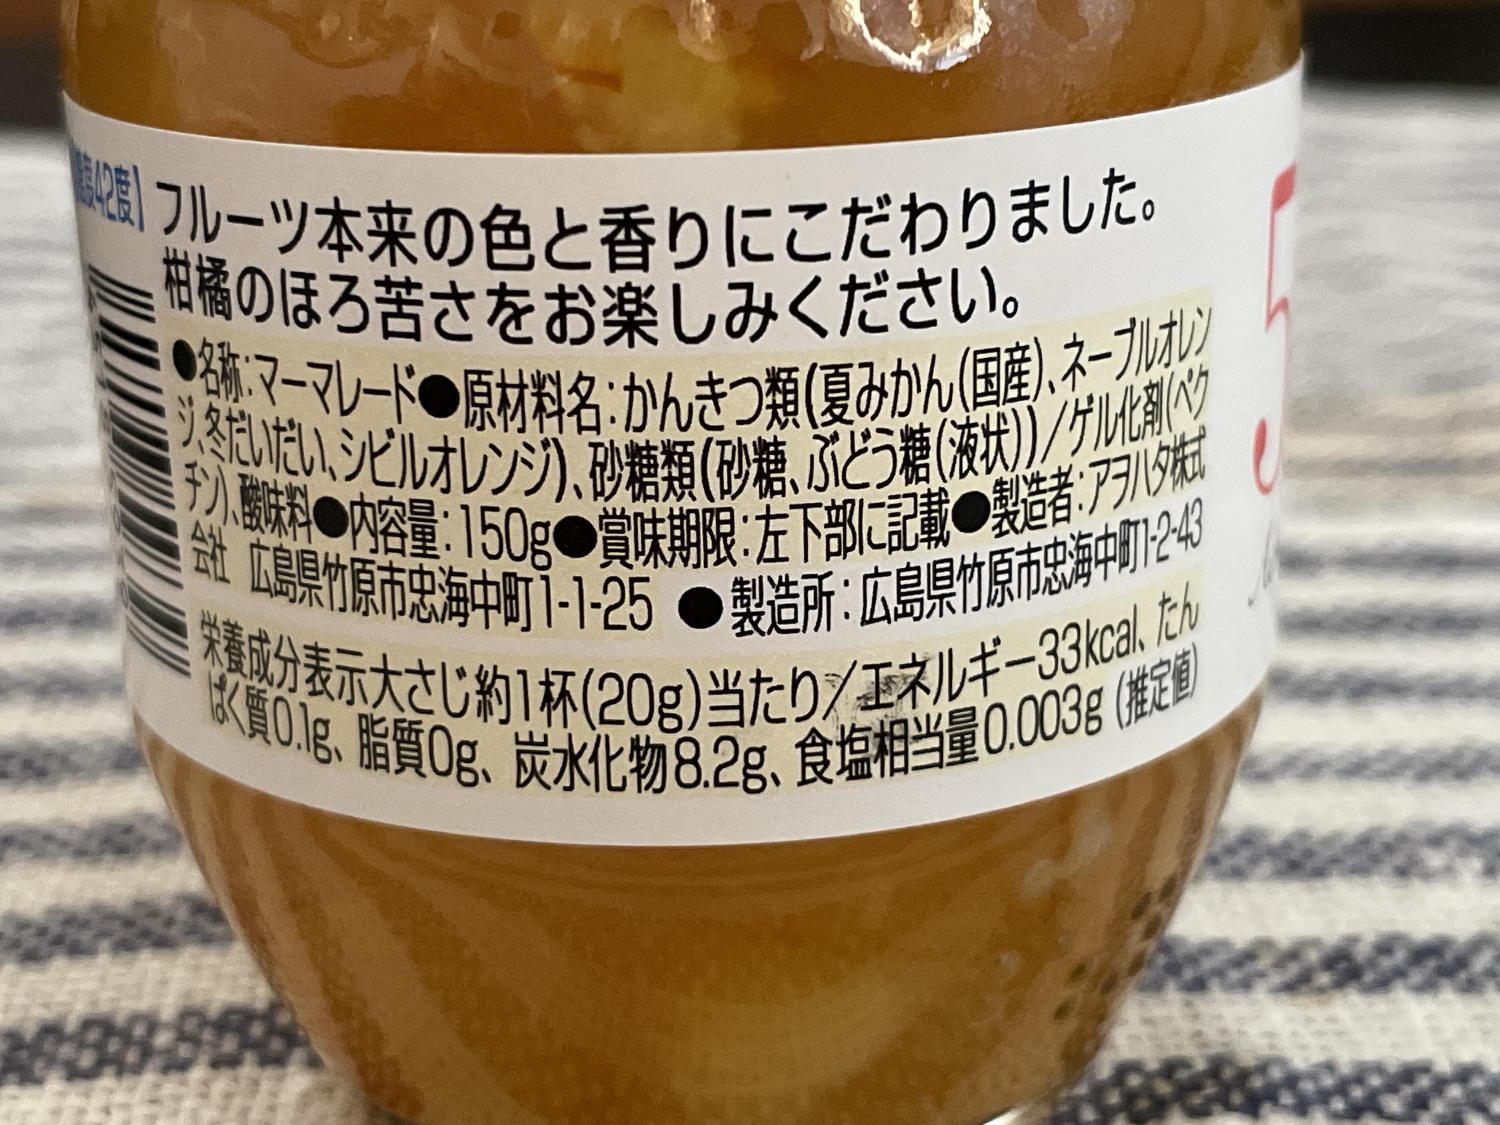 度42度】
フルーツ本来の色と香りにこだわりました。
柑橘のほろ苦さをお楽しみください。
●名称:マーマレード●原材料名:かんきつ類(夏みかん(国産)、ネーブルオレン
ジ、冬だいだい、シビルオレンジ)、砂糖類(砂糖、ぶどう糖(液状))/ゲル化剤(ペク
チン)、酸味料●内容量:150g●賞味期限:左下部に記載●製造者:アヲハタ株式
会社 広島県竹原市忠海中町1-1-25 ●製造所:広島県竹原市忠海中町1-2-43
栄養成分表示大さじ約1杯(20g)当たり/エネルギー33kcal、たん
ぱく質0.1g、脂質0g、炭水化物8.2g、食塩相当量0.003g(推定値)
5